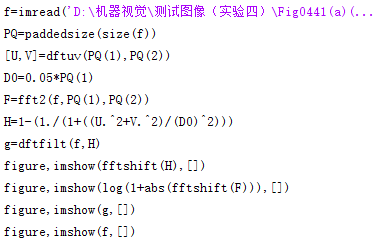 f=imread('D:\机器视觉\测试图像（实验四）\Fig0441(a)(...
PQ=paddedsize(size(f))
[U,V]=dftuv(PQ(1),PQ(2))
D0=0.05*PQ(1)
F=fft2(f,PQ(1),PQ(2))
H=1-(1./(1+((U.^2+V.^2)/(D0)^2)))
g=dftfilt(f,H)
figure,imshow(fftshift(H),[])
figure,imshow(log(1+abs(fftshift(F))),[])
figure,imshow(g,[])
figure,imshow(f,[])